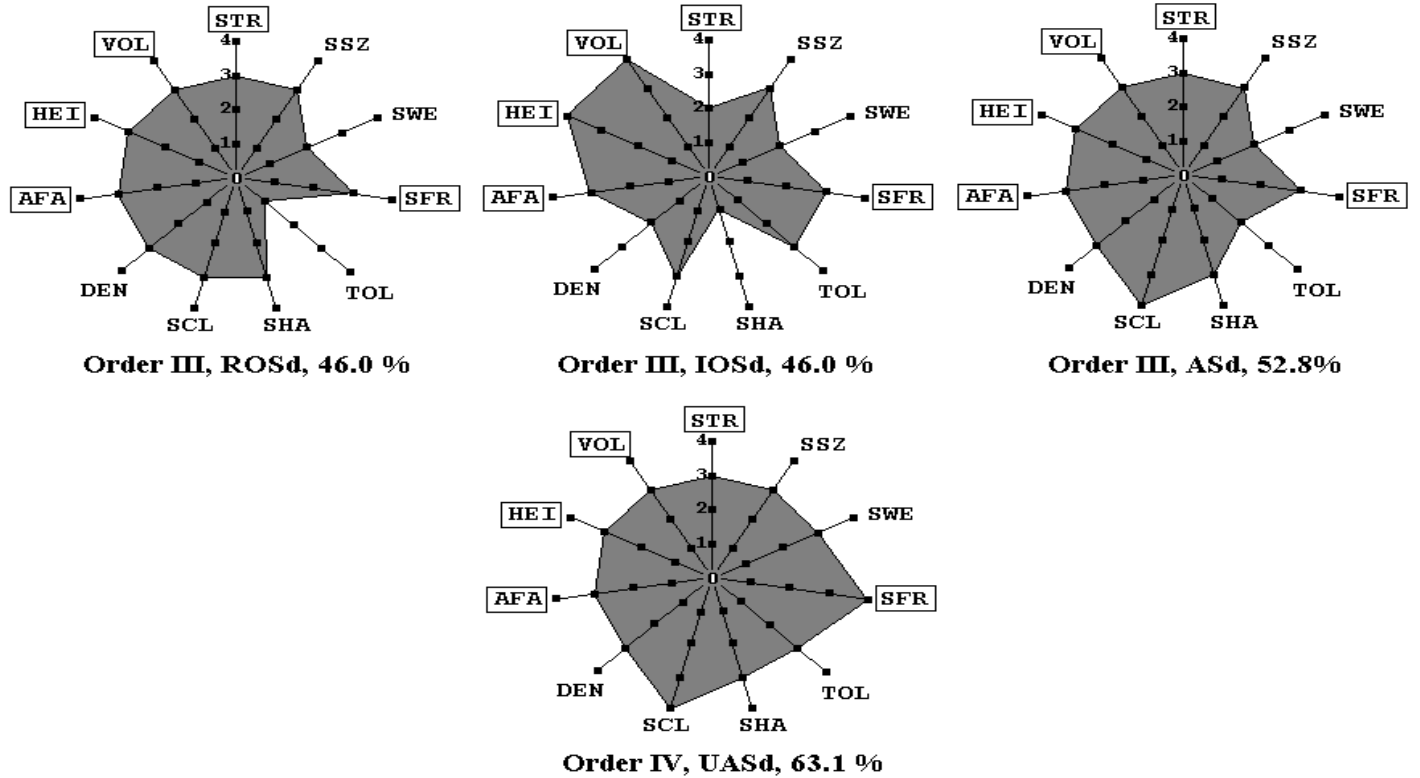 STR
4
3
2
1
0
SSZ
SWE
SFR
TOL
SHA
SCL
DEN
AFA
HEI
VOL
Order III, ROSd, 46.0 %
STR
4
3
2
1
0
SSZ
SWE
SFR
TOL
SHA
SCL
DEN
AFA
HEI
VOL
Order III, IOSd, 46.0 %
STR
4
3
2
1
0
SSZ
SWE
SFR
TOL
SHA
SCL
DEN
AFA
HEI
VOL
Order III, ASd, 52.8%
STR
4
3
2
1
0
SSZ
SWE
SFR
TOL
SHA
SCL
DEN
AFA
HEI
VOL
Order IV, UASd, 63.1 %